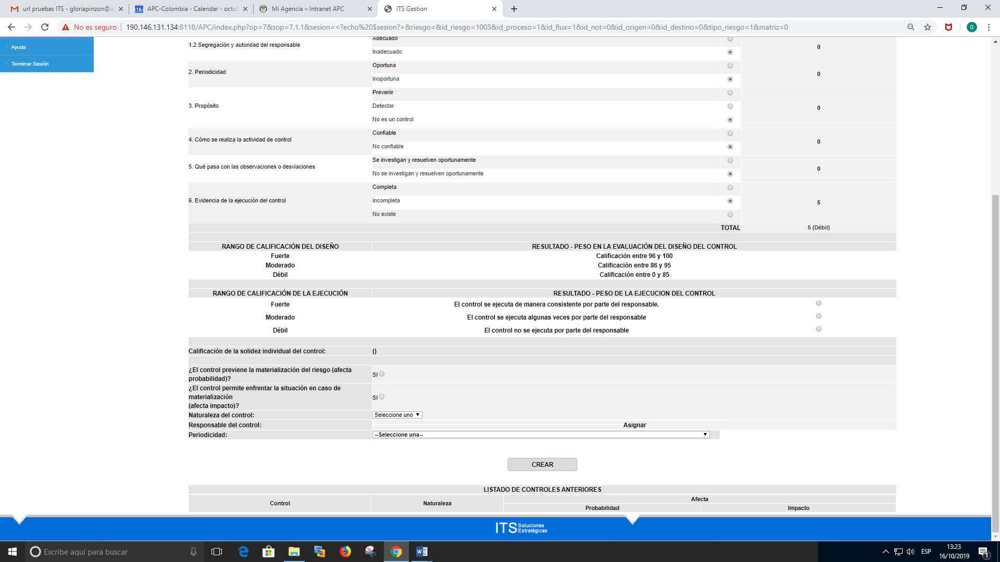 url pruebas ITS - gloriapinzon@a
APC-Colombia - Calendar - octub
Mi Agencia – Intranet APC
ITS Gestion
No es seguro
190.146.131.134:8118/APC/index.php?op=7&sop=7.1.1&sesion=<?echo%20$sesion?>&riesgo=&id_riesgo=1003&id_proceso=1&id_flux=1&id_not=0&id_origen=0&id_destino=0&tipo_riesgo=1&matriz=0
G
Ayuda
Terminar Sesión
1.2 Segregación y autoridad del responsable
Adecuado
Inadecuado
0
2. Periodicidad
Oportuna
Inoportuna
0
3. Propósito
Prevenir
Detectar
No es un control
0
4. Cómo se realiza la actividad de control
Confiable
No confiable
0
5. Qué pasa con las observaciones o desviaciones
Se investigan y resuelven oportunamente
No se investigan y resuelven oportunamente
0
6. Evidencia de la ejecución del control
Completa
Incompleta
No existe
5
TOTAL
5 (Débil)
RANGO DE CALIFICACIÓN DEL DISEÑO
RESULTADO - PESO EN LA EVALUACIÓN DEL DISEÑO DEL CONTROL
Fuerte
Calificación entre 96 y 100
Moderado
Calificación entre 86 y 95
Débil
Calificación entre 0 y 85
RANGO DE CALIFICACIÓN DE LA EJECUCIÓN
RESULTADO - PESO DE LA EJECUCION DEL CONTROL
Fuerte
El control se ejecuta de manera consistente por parte del responsable.
Moderado
El control se ejecuta algunas veces por parte del responsable
Débil
El control no se ejecuta por parte del responsable
Calificación de la solidez individual del control:
()
¿El control previene la materialización del riesgo (afecta
probabilidad)?
SI
¿El control permite enfrentar la situación en caso de
materialización
(afecta impacto)?
SI
Naturaleza del control:
Seleccione uno
Responsable del control:
Asignar
Periodicidad:
--Seleccione una--
CREAR
LISTADO DE CONTROLES ANTERIORES
Control
Naturaleza
Afecta
Probabilidad
Impacto
ITS Soluciones
Estratégicas
Escribe aquí para buscar
ESP
13:23
16/10/2019
1